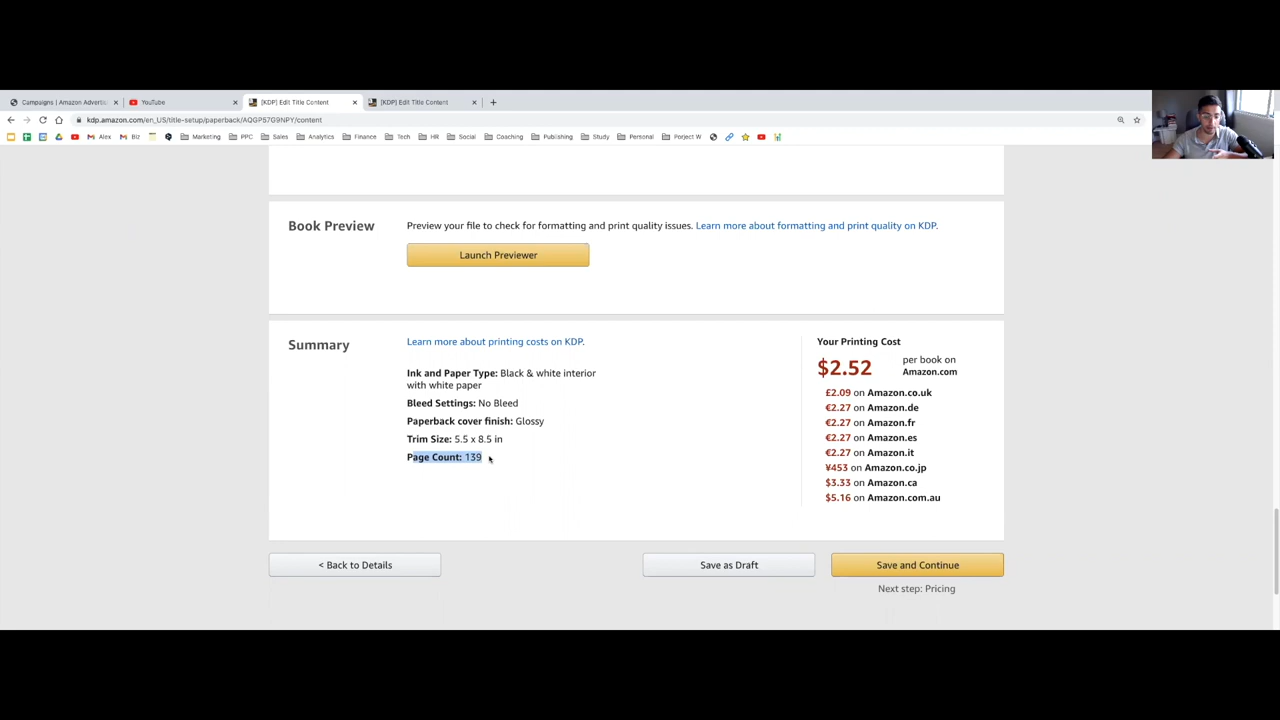 Campaigns | Amazon Adverti
YouTube
[KDP] Edit Title Content
[KDP] Edit Title Content
kdp.amazon.com/en_US/title-setup/paperback/AQGP57G9NPY/content
Alex Biz Marketing PPC Sales Analytics Finance Tech HR Social Coaching Publishing Study Personal Porject W
Book Preview
Preview your file to check for formatting and print quality issues. Learn more about formatting and print quality on KDP.
Launch Previewer
Summary
Learn more about printing costs on KDP.
Ink and Paper Type: Black & white interior
with white paper
Bleed Settings: No Bleed
Paperback cover finish: Glossy
Trim Size: 5.5 x 8.5 in
Page Count: 139
Your Printing Cost
$2.52 per book on
Amazon.com
£2.09 on Amazon.co.uk
€2.27 on Amazon.de
€2.27 on Amazon.fr
€2.27 on Amazon.es
€2.27 on Amazon.it
¥453 on Amazon.co.jp
$3.33 on Amazon.ca
$5.16 on Amazon.com.au
< Back to Details
Save as Draft
Save and Continue
Next step: Pricing